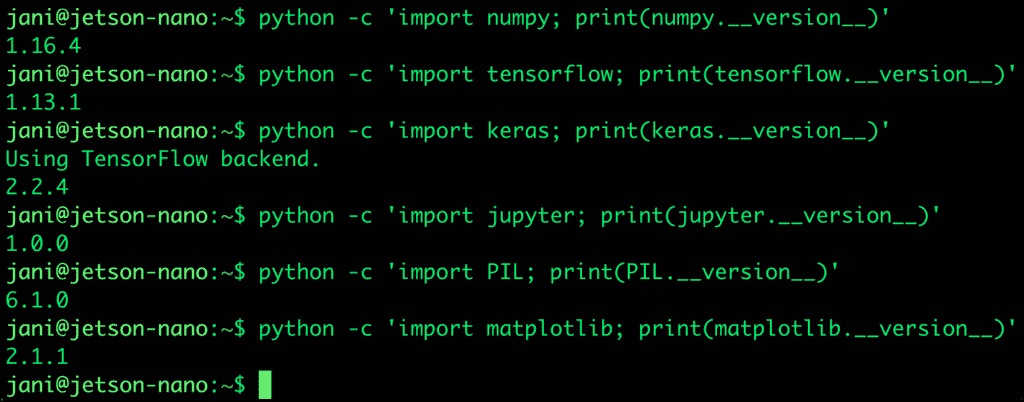 jani@jetson-nano:~$ python -c 'import numpy; print(numpy.__version__)'
1.16.4
jani@jetson-nano:~$ python -c 'import tensorflow; print(tensorflow.__version__)'
1.13.1
jani@jetson-nano:~$ python -c 'import keras; print(keras.__version__)'
Using TensorFlow backend.
2.2.4
jani@jetson-nano:~$ python -c 'import jupyter; print(jupyter.__version__)'
1.0.0
jani@jetson-nano:~$ python -c 'import PIL; print(PIL.__version__)'
6.1.0
jani@jetson-nano:~$ python -c 'import matplotlib; print(matplotlib.__version__)'
2.1.1
jani@jetson-nano:~$